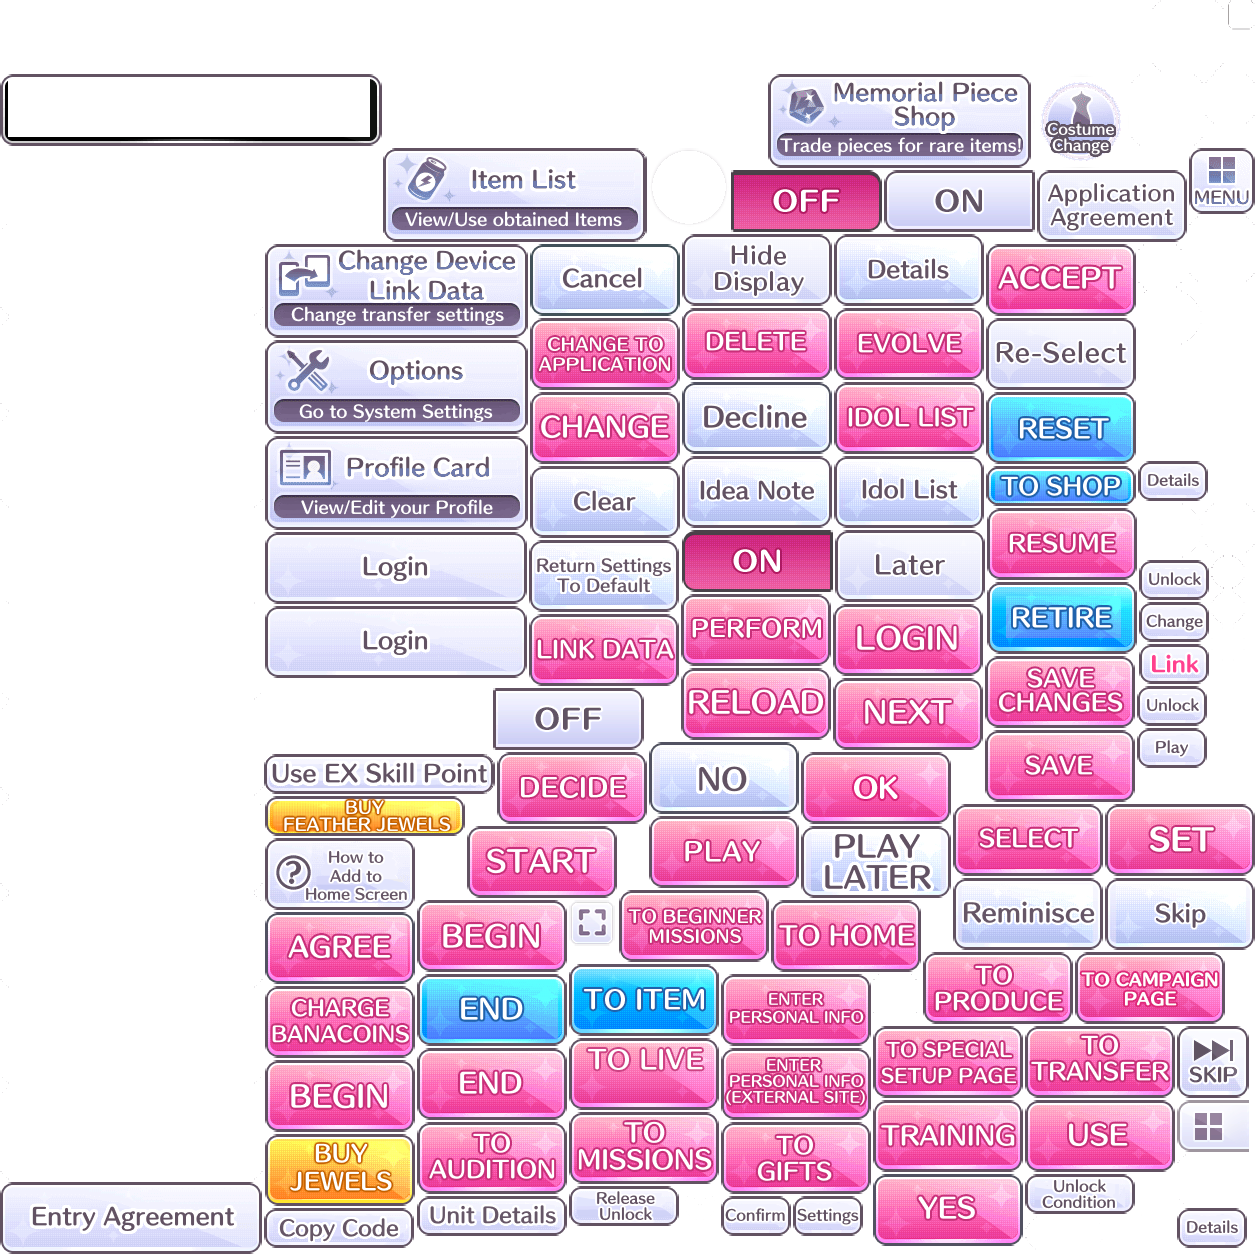 Memorial Piece
Shop
Trade pieces for rare items!
Costume
Change
Item List
View/Use obtained Items
OFF
ON
Application
Agreement
MENU
Change Device
Link Data
Change transfer settings
Cancel
Hide
Display
Details
ACCEPT
CHANGE TO
APPLICATION
DELETE
EVOLVE
Re-Select
Options
Go to System Settings
CHANGE
Decline
IDOL LIST
RESET
Profile Card
View/Edit your Profile
Clear
Idea Note
Idol List
TO SHOP
Details
Login
Return Settings
To Default
ON
Later
RESUME
Unlock
Login
LINK DATA
PERFORM
LOGIN
RETIRE
Change
Link
OFF
RELOAD
NEXT
SAVE
CHANGES
Unlock
Play
Use EX Skill Point
DECIDE
NO
OK
SAVE
BUY
FEATHER JEWELS
START
PLAY
PLAY
LATER
SELECT
SET
How to
Add to
Home Screen
AGREE
BEGIN
TO BEGINNER
MISSIONS
TO HOME
Reminisce
Skip
CHARGE
BANACOINS
END
TO ITEM
ENTER
PERSONAL INFO
TO
PRODUCE
TO CAMPAIGN
PAGE
BEGIN
END
TO LIVE
ENTER
PERSONAL INFO
(EXTERNAL SITE)
TO SPECIAL
SETUP PAGE
TO
TRANSFER
SKIP
BUY
JEWELS
TO
AUDITION
TO
MISSIONS
TO
GIFTS
TRAINING
USE
Entry Agreement
Copy Code
Unit Details
Release
Unlock
Confirm
Settings
YES
Unlock
Condition
Details